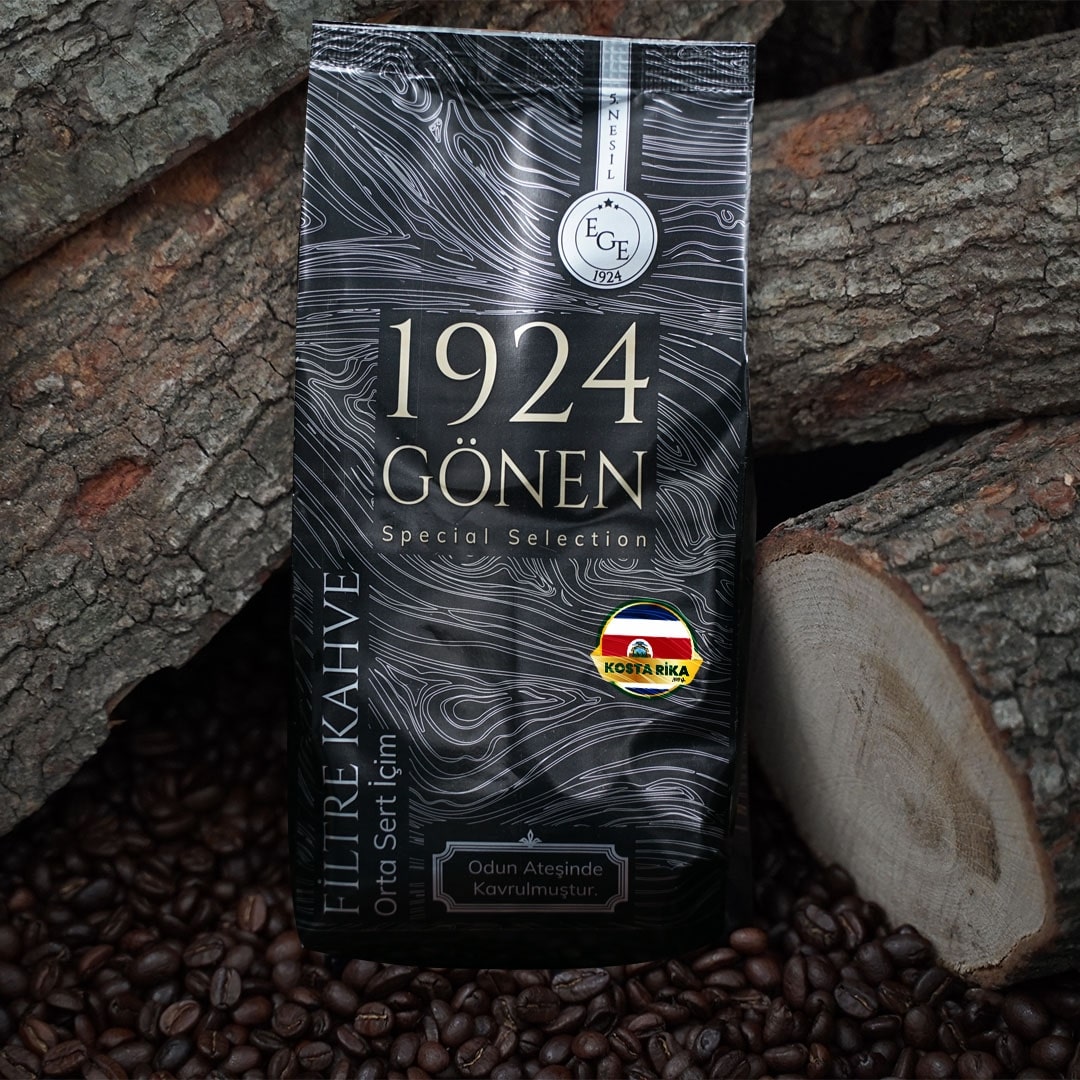 5.NESİL
EGE
1924
1924
GÖNEN
Special Selection
KOSTA RİKA
FİLTRE KAHVE
Orta Sert İçim
Odun Ateşinde
Kavrulmuştur.